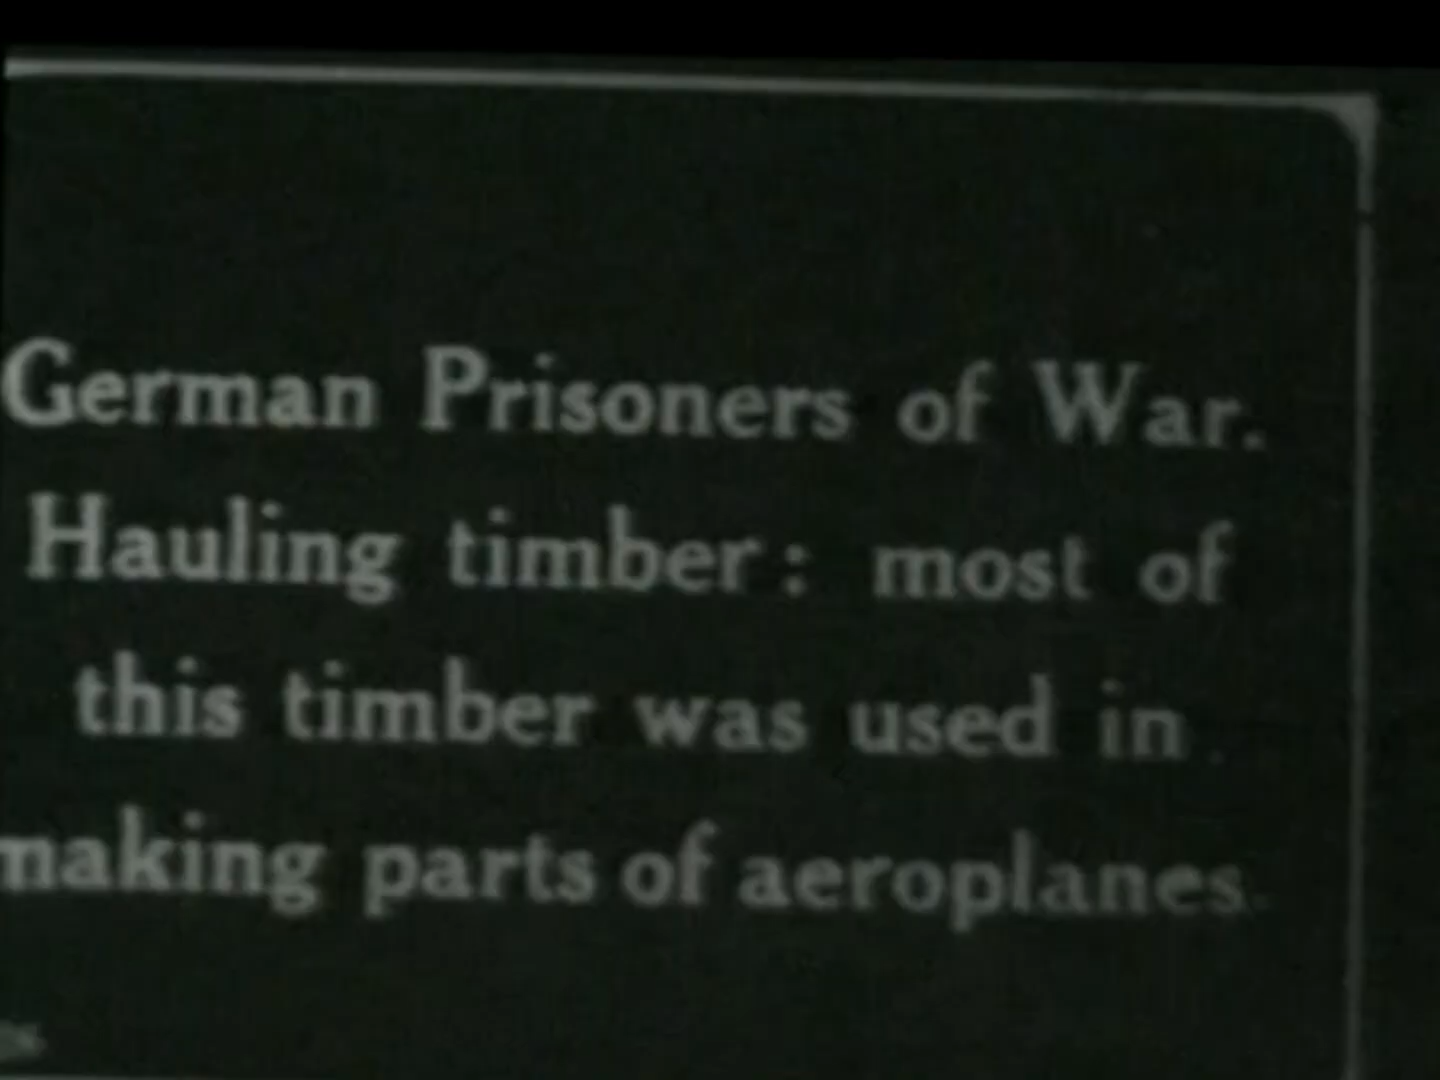 German Prisoners of War.
Hauling timber: most of
this timber was used in
making parts of aeroplanes.